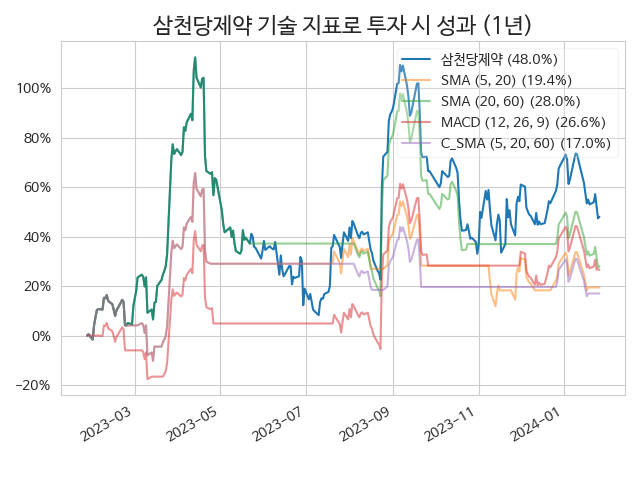 삼천당제약 기술 지표로 투자 시 성과 (1년)
삼천당제약 (48.0%)
SMA (5, 20) (19.4%)
SMA (20, 60) (28.0%)
MACD (12, 26, 9) (26.6%)
C_SMA (5, 20, 60) (17.0%)
100%
80%
60%
40%
20%
0%
−20%
2023−03
2023−05
2023−07
2023−09
2023−11
2024−01